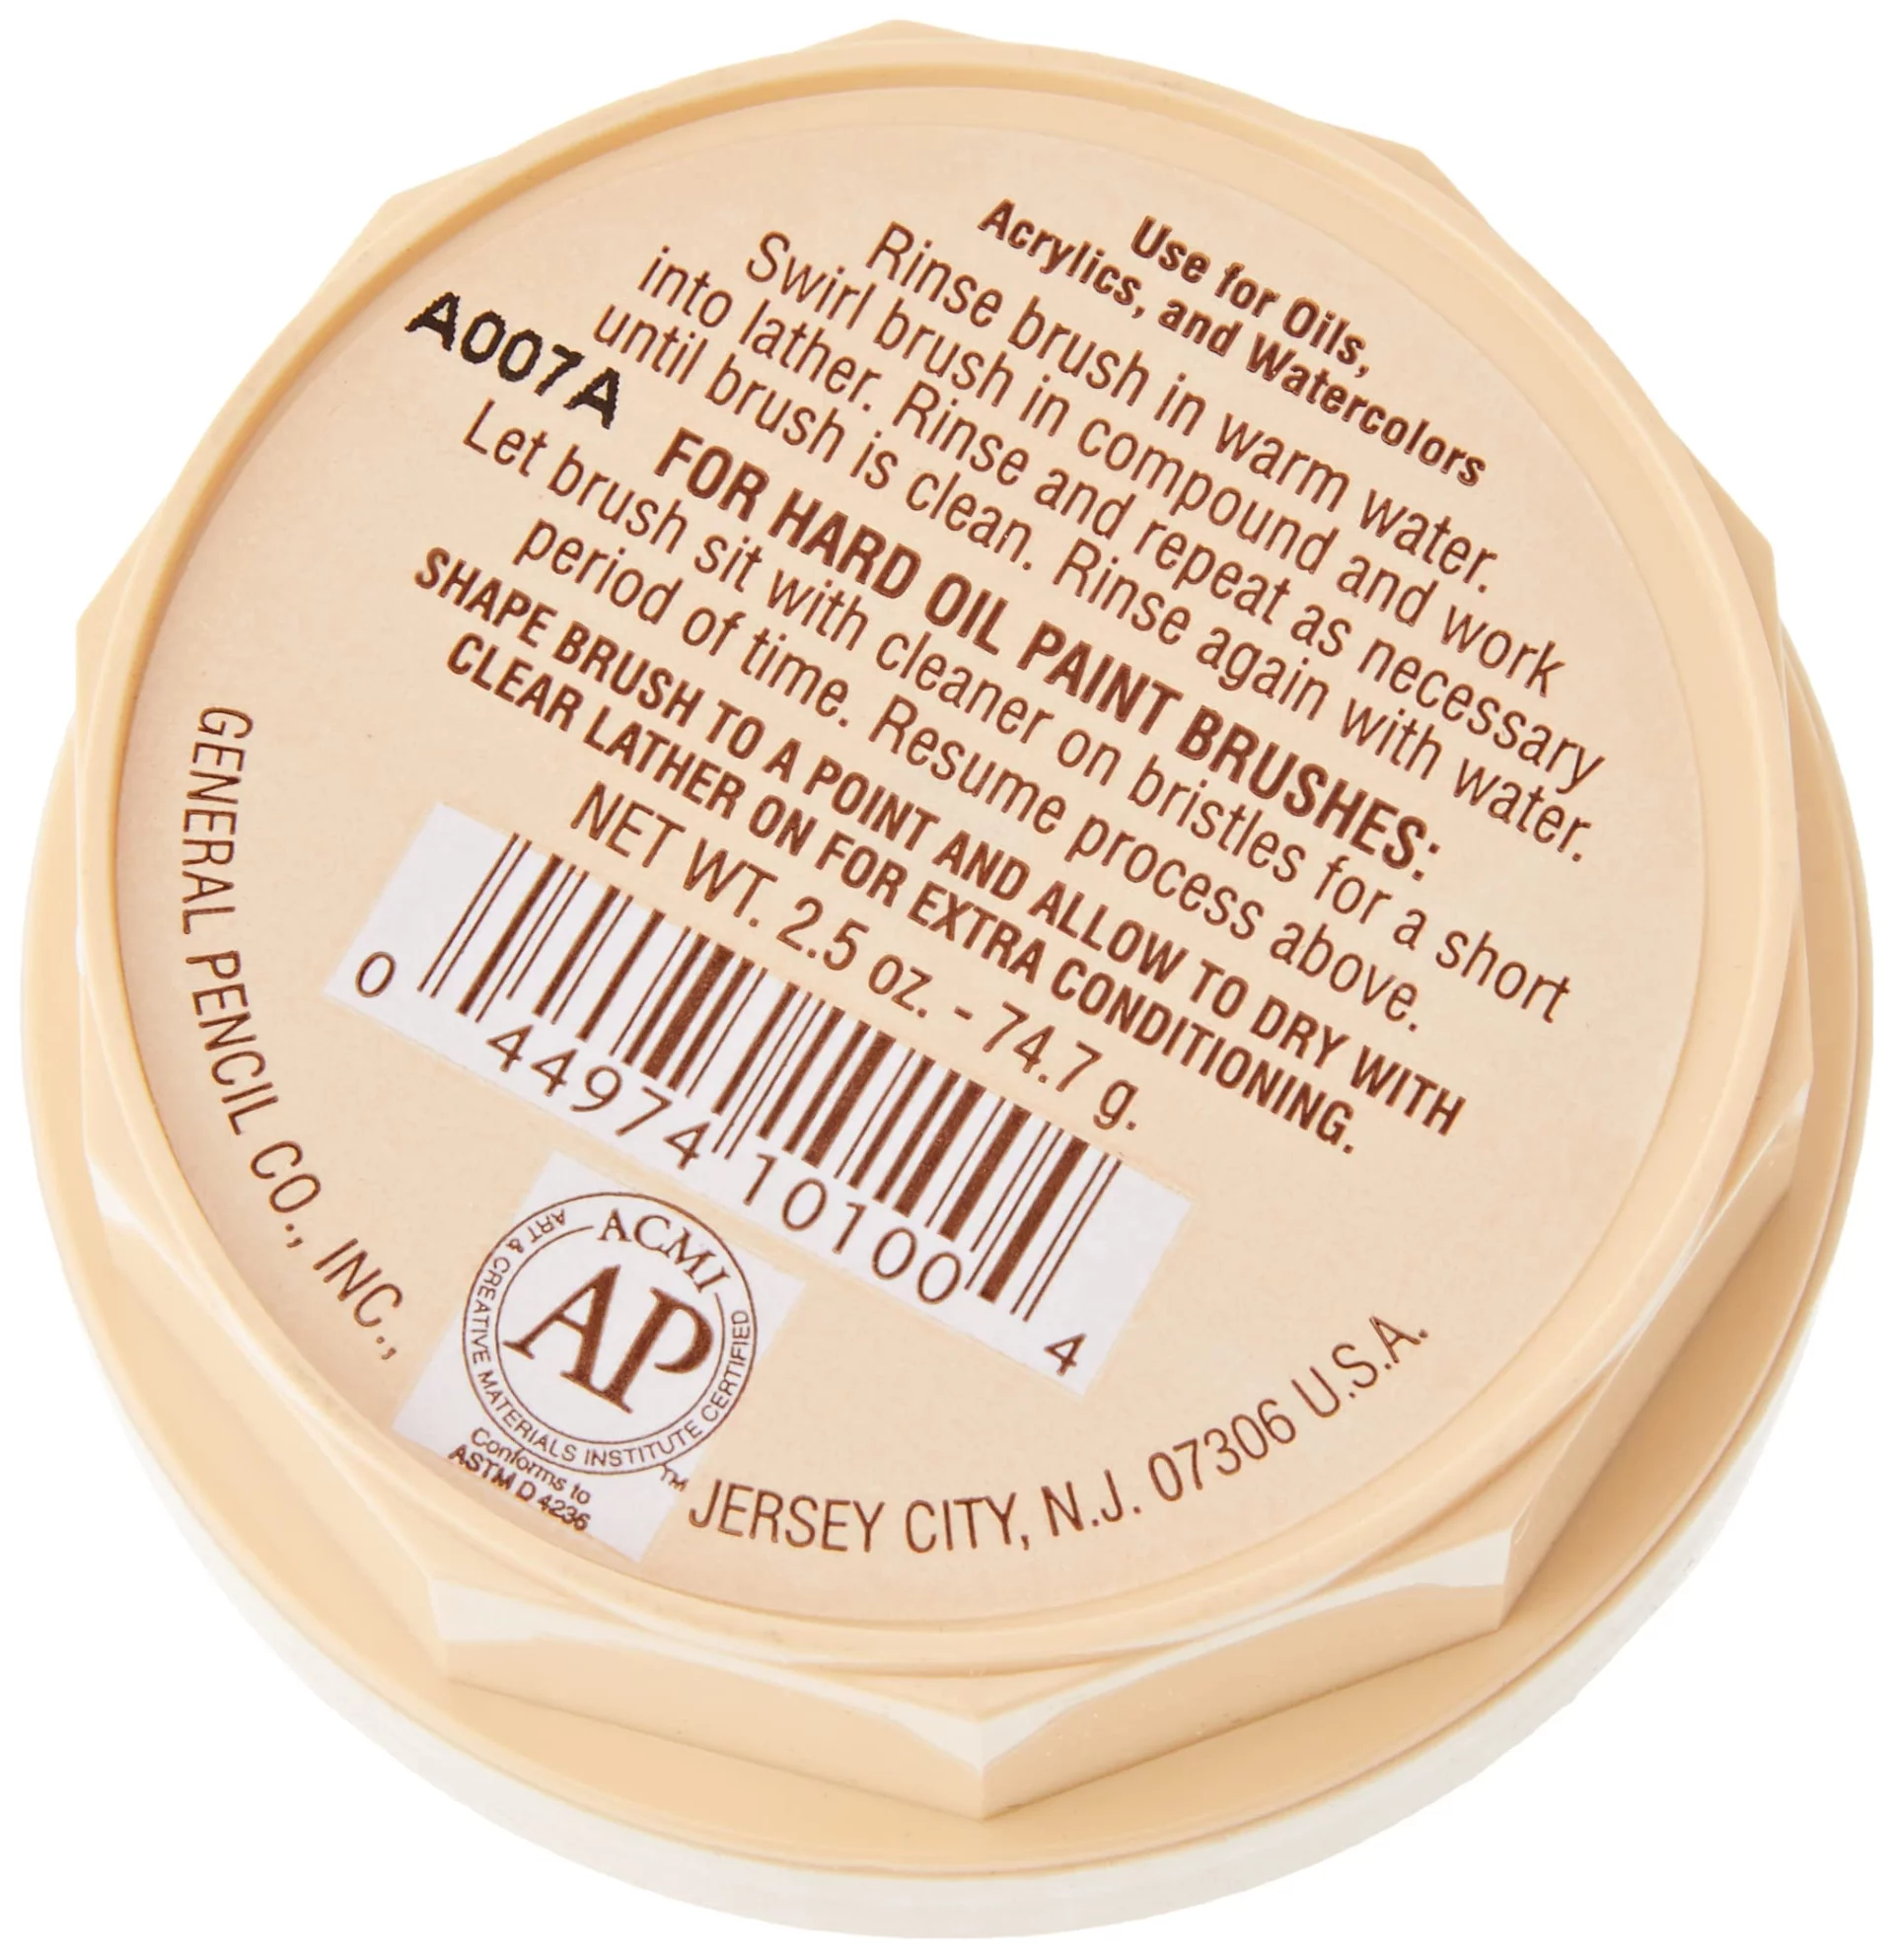 Use for Oils,
Acrylics, and Watercolors
Rinse brush in warm water.
Swirl brush in compound and work
into lather. Rinse and repeat as necessary
until brush is clean. Rinse again with water.
A007A
FOR HARD OIL PAINT BRUSHES:
Let brush sit with cleaner on bristles for a short
period of time. Resume process above.
SHAPE BRUSH TO A POINT AND ALLOW TO DRY WITH
CLEAR LATHER ON FOR EXTRA CONDITIONING.
NET WT. 2.5 oz. - 74.7 g.
0 44974 10100 4
ACMI
AP
ART & CREATIVE MATERIALS INSTITUTE CERTIFIED
TM
Conforms to
ASTM D 4236
GENERAL PENCIL CO., INC.,
JERSEY CITY, N.J. 07306 U.S.A.